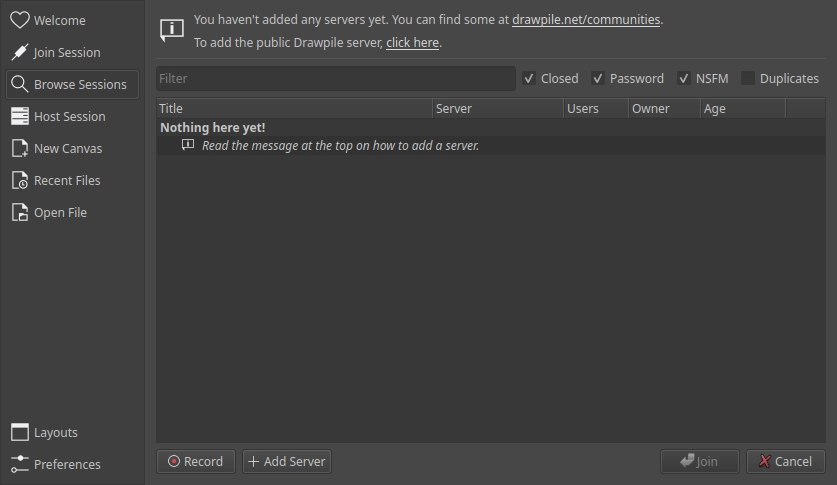 Welcome
Join Session
Browse Sessions
Host Session
New Canvas
Recent Files
Open File
Layouts
Preferences
You haven't added any servers yet. You can find some at drawpile.net/communities.
To add the public Drawpile server, click here.
Filter
Closed
Password
NSFM
Duplicates
Title Server Users Owner Age
Nothing here yet!
Read the message at the top on how to add a server.
Record
Add Server
Join
Cancel